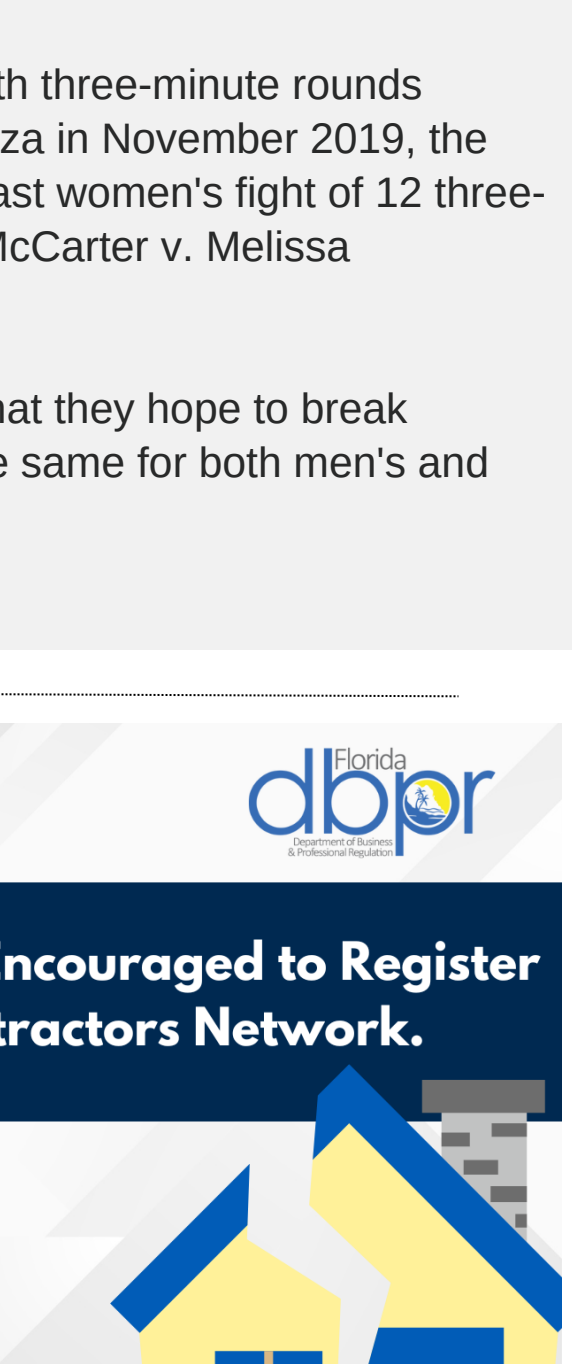 th three-minute rounds
za in November 2019, the
ast women's fight of 12 three-
McCarter v. Melissa
hat they hope to break
e same for both men's and
Florida
dbpr
Department of Business
& Professional Regulation
Encouraged to Register
tractors Network.